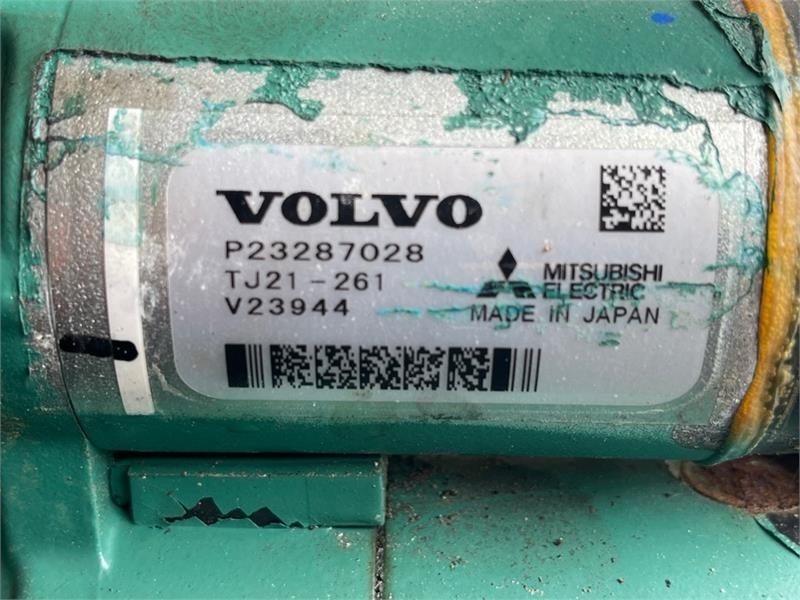 VOLVO
P23287028
TJ21-261
V23944
MITSUBISHI
ELECTRIC
MADE IN JAPAN